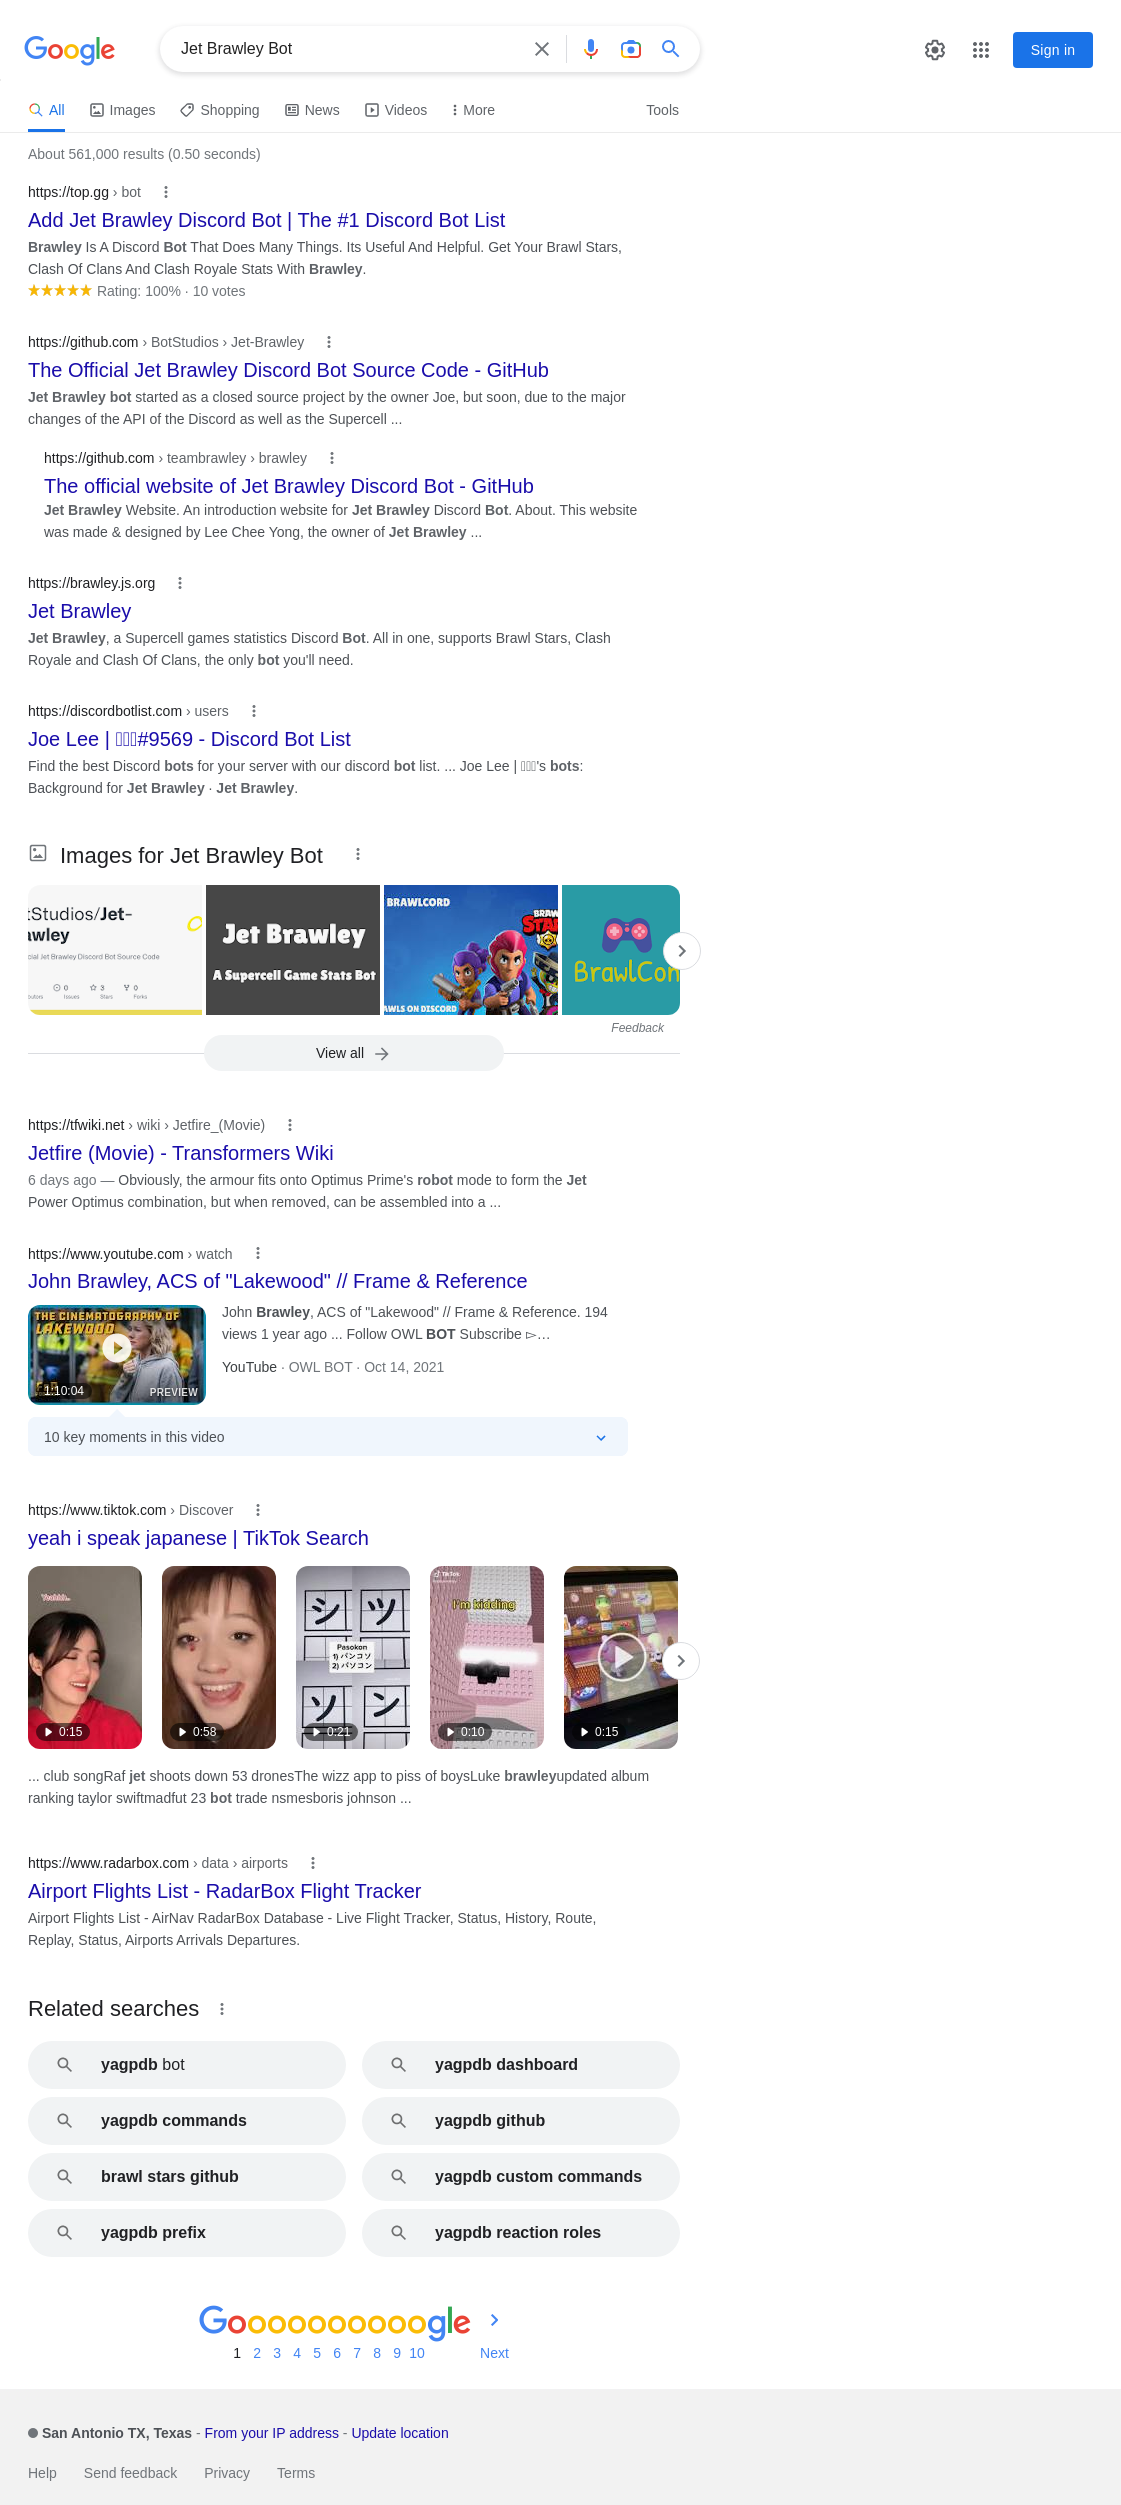 Google
Jet Brawley Bot
Sign in
All
Images
Shopping
News
Videos
More
Tools
About 561,000 results (0.50 seconds)
https://top.gg › bot
Add Jet Brawley Discord Bot | The #1 Discord Bot List
Brawley Is A Discord Bot That Does Many Things. Its Useful And Helpful. Get Your Brawl Stars,
Clash Of Clans And Clash Royale Stats With Brawley.
Rating: 100% · 10 votes
https://github.com › BotStudios › Jet-Brawley
The Official Jet Brawley Discord Bot Source Code - GitHub
Jet Brawley bot started as a closed source project by the owner Joe, but soon, due to the major
changes of the API of the Discord as well as the Supercell ...
https://github.com › teambrawley › brawley
The official website of Jet Brawley Discord Bot - GitHub
Jet Brawley Website. An introduction website for Jet Brawley Discord Bot. About. This website
was made & designed by Lee Chee Yong, the owner of Jet Brawley ...
https://brawley.js.org
Jet Brawley
Jet Brawley, a Supercell games statistics Discord Bot. All in one, supports Brawl Stars, Clash
Royale and Clash Of Clans, the only bot you'll need.
https://discordbotlist.com › users
Joe Lee | #9569 - Discord Bot List
Find the best Discord bots for your server with our discord bot list. ... Joe Lee | 's bots:
Background for Jet Brawley · Jet Brawley.
Images for Jet Brawley Bot
tStudios/Jet-
awley
cial Jet Brawley Discord Bot Source Code
0
3
0
utors
Issues
Stars
Forks
Jet Brawley
A Supercell Game Stats Bot
BRAWLCORD
BRAW
STAR
AWLS ON DISCORD
BrawlCon
Feedback
View all
https://tfwiki.net › wiki › Jetfire_(Movie)
Jetfire (Movie) - Transformers Wiki
6 days ago — Obviously, the armour fits onto Optimus Prime's robot mode to form the Jet
Power Optimus combination, but when removed, can be assembled into a ...
https://www.youtube.com › watch
John Brawley, ACS of "Lakewood" // Frame & Reference
THE CINEMATOGRAPHY OF
LAKEWOOD
1:10:04
PREVIEW
John Brawley, ACS of "Lakewood" // Frame & Reference. 194
views 1 year ago ... Follow OWL BOT Subscribe ▻…
YouTube · OWL BOT · Oct 14, 2021
10 key moments in this video
https://www.tiktok.com › Discover
yeah i speak japanese | TikTok Search
Yeahhh..
0:15
0:58
シ ツ
Pasokon
1) パンコソ
2) パソコン
ソ ン
0:21
TikTok
I'm kidding
0:10
0:15
... club songRaf jet shoots down 53 dronesThe wizz app to piss of boysLuke brawleyupdated album
ranking taylor swiftmadfut 23 bot trade nsmesboris johnson ...
https://www.radarbox.com › data › airports
Airport Flights List - RadarBox Flight Tracker
Airport Flights List - AirNav RadarBox Database - Live Flight Tracker, Status, History, Route,
Replay, Status, Airports Arrivals Departures.
Related searches
yagpdb bot
yagpdb dashboard
yagpdb commands
yagpdb github
brawl stars github
yagpdb custom commands
yagpdb prefix
yagpdb reaction roles
Goooooooooogle
1 2 3 4 5 6 7 8 9 10 Next
San Antonio TX, Texas - From your IP address - Update location
Help Send feedback Privacy Terms